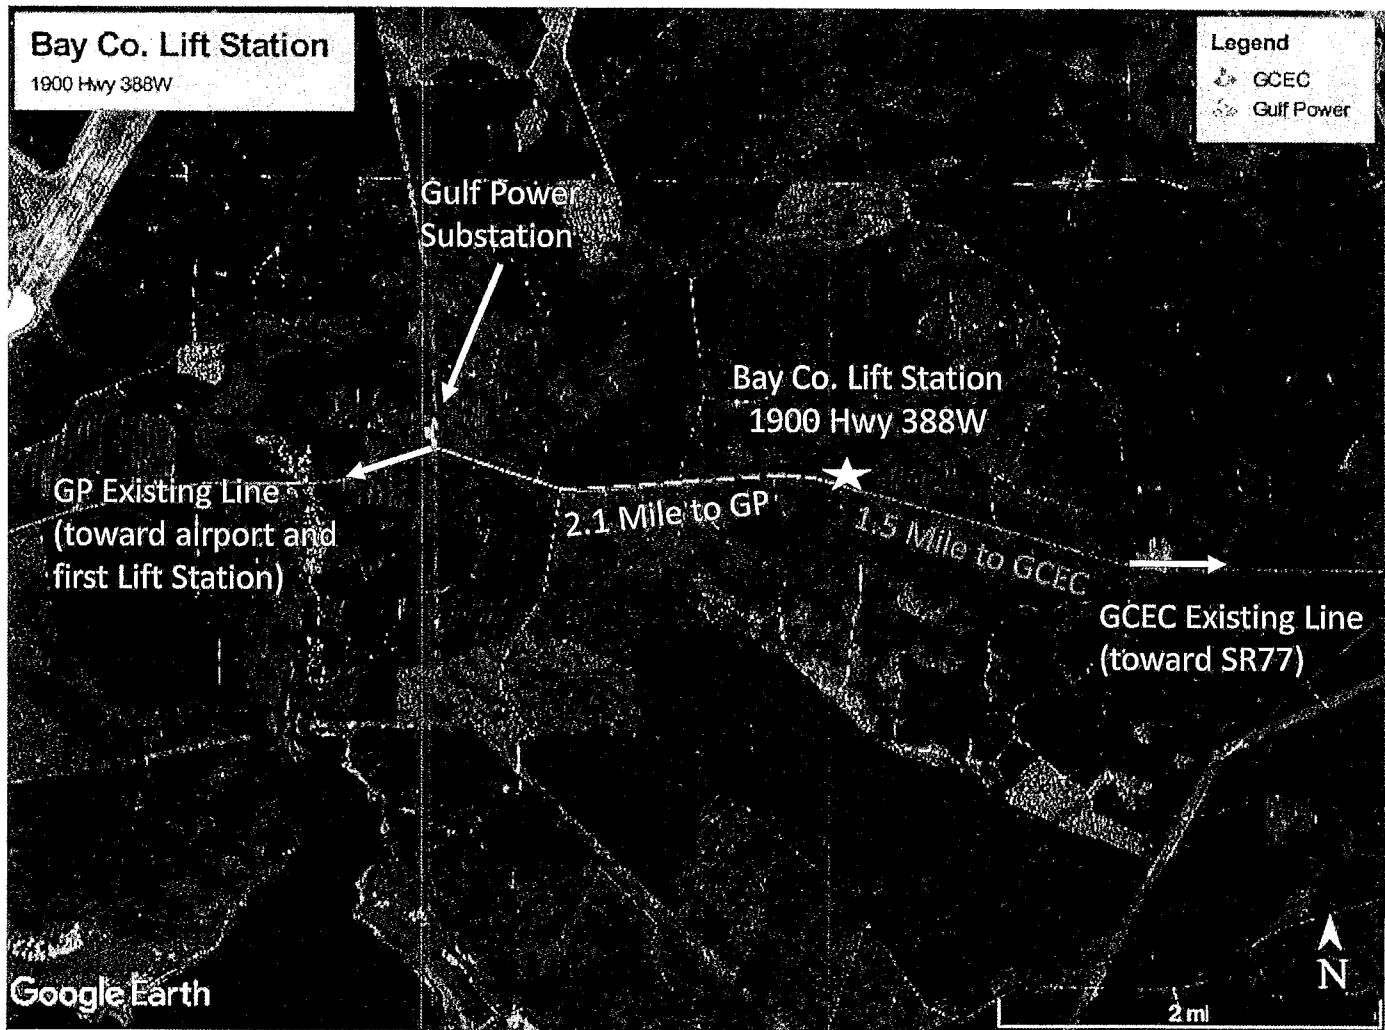 Bay Co. Lift Station
1900 Hwy 388W
Legend
GCEC
Gulf Power
Gulf Power
Substation
Bay Co. Lift Station
1900 Hwy 388W
GP Existing Line
(toward airport and
first Lift Station)
2.1 Mile to GP
1.5 Mile to GCEC
GCEC Existing Line
(toward SR77)
N
Google Earth
2 mi